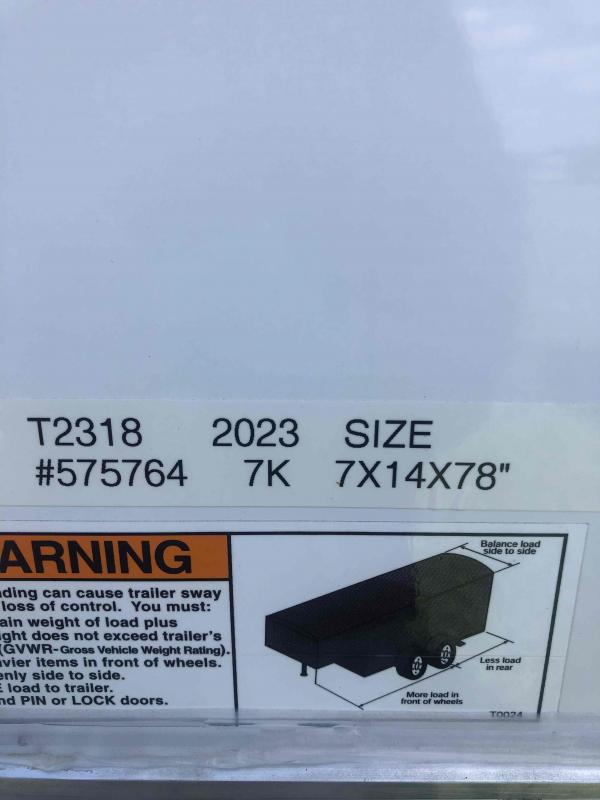 T2318 2023 SIZE
#575764 7K 7X14X78"
ARNING
ding can cause trailer sway
loss of control. You must:
ain weight of load plus
ght does not exceed trailer's
(GVWR-Gross Vehicle Weight Rating).
vier items in front of wheels.
enly side to side.
E load to trailer.
nd PIN or LOCK doors.
Balance load
side to side
Less load
in rear
More load in
front of wheels
T0024